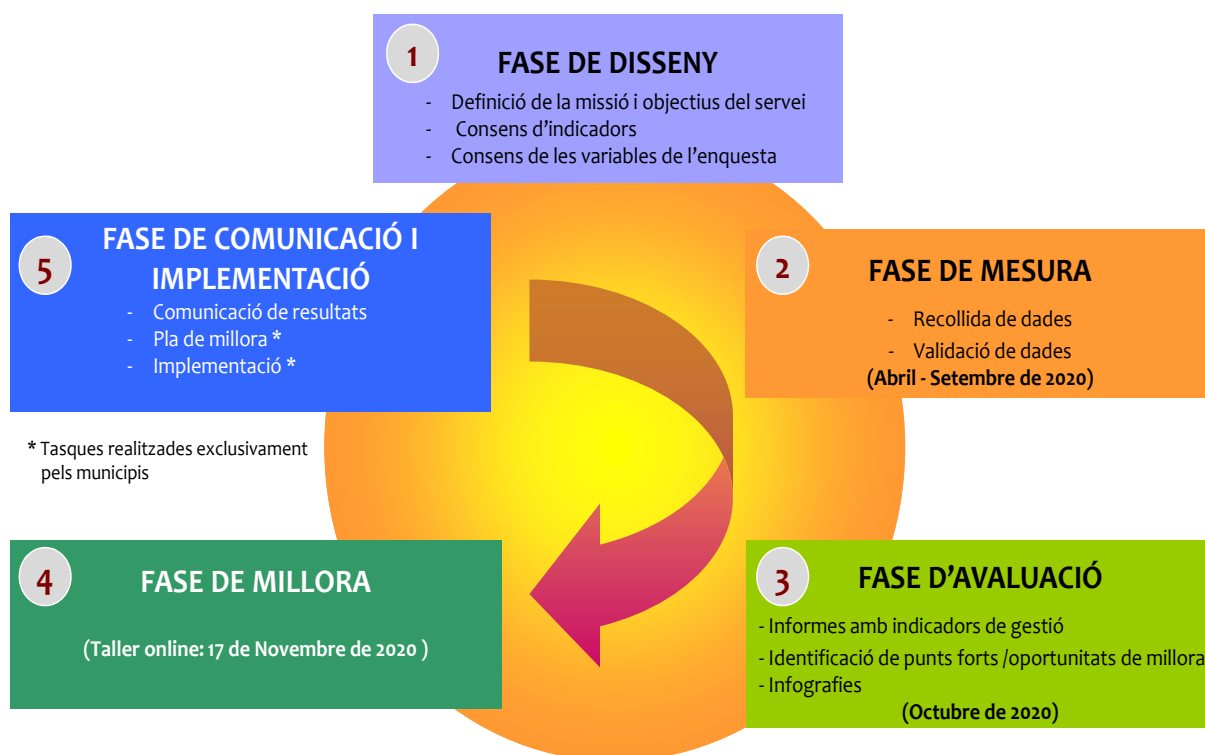 1
FASE DE DISSENY
- Definició de la missió i objectius del servei
- Consens d’indicadors
- Consens de les variables de l’enquesta
2
FASE DE MESURA
- Recollida de dades
- Validació de dades
(Abril - Setembre de 2020)
3
FASE D’AVALUACIÓ
- Informes amb indicadors de gestió
- Identificació de punts forts /oportunitats de millora
- Infografies
(Octubre de 2020)
4
FASE DE MILLORA
(Taller online: 17 de Novembre de 2020 )
5
FASE DE COMUNICACIÓ I
IMPLEMENTACIÓ
- Comunicació de resultats
- Pla de millora *
- Implementació *
* Tasques realitzades exclusivament
pels municipis